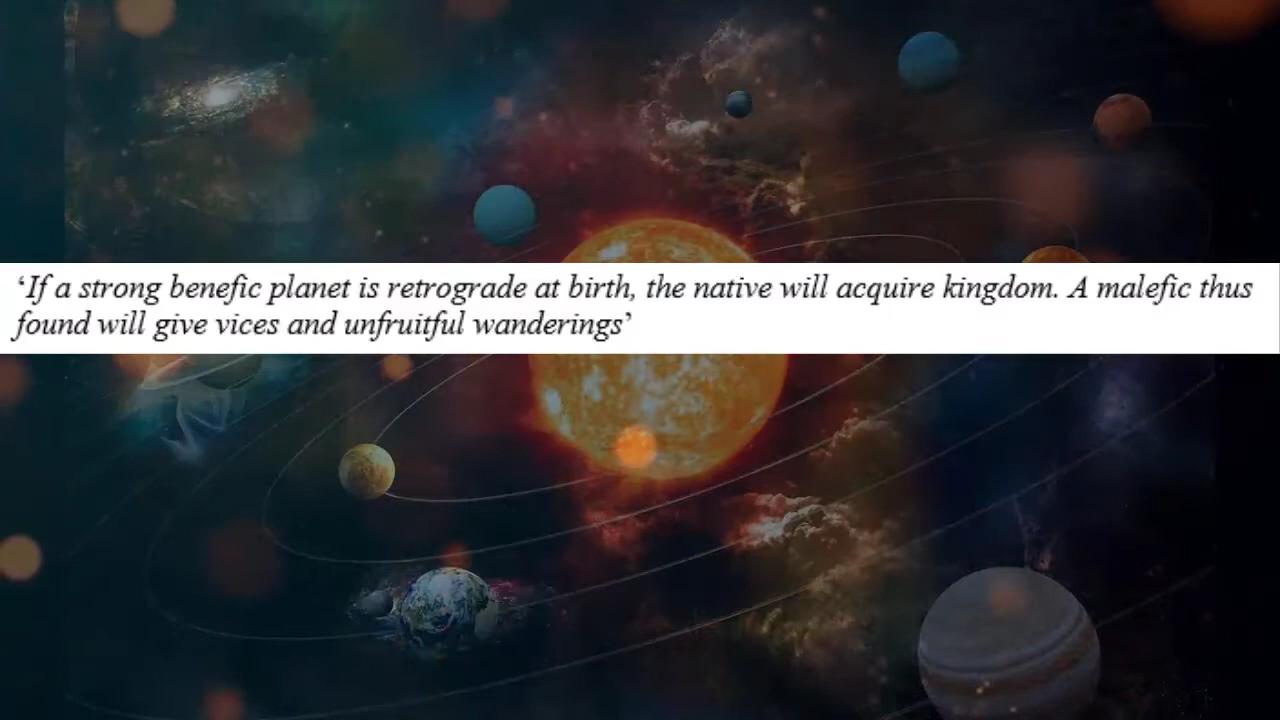 ‘If a strong benefic planet is retrograde at birth, the native will acquire kingdom. A malefic thus
found will give vices and unfruitful wanderings’